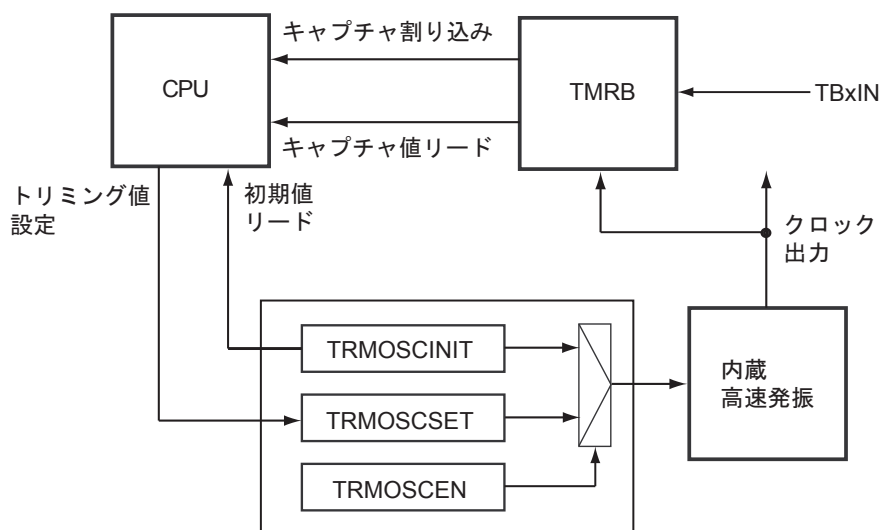 キャプチャ割り込み
CPU
TMRB
TBxIN
キャプチャ値リード
トリミング値
設定
初期値
リード
クロック
出力
TRMOSCINIT
TRMOSCSET
TRMOSCEN
内蔵
高速発振